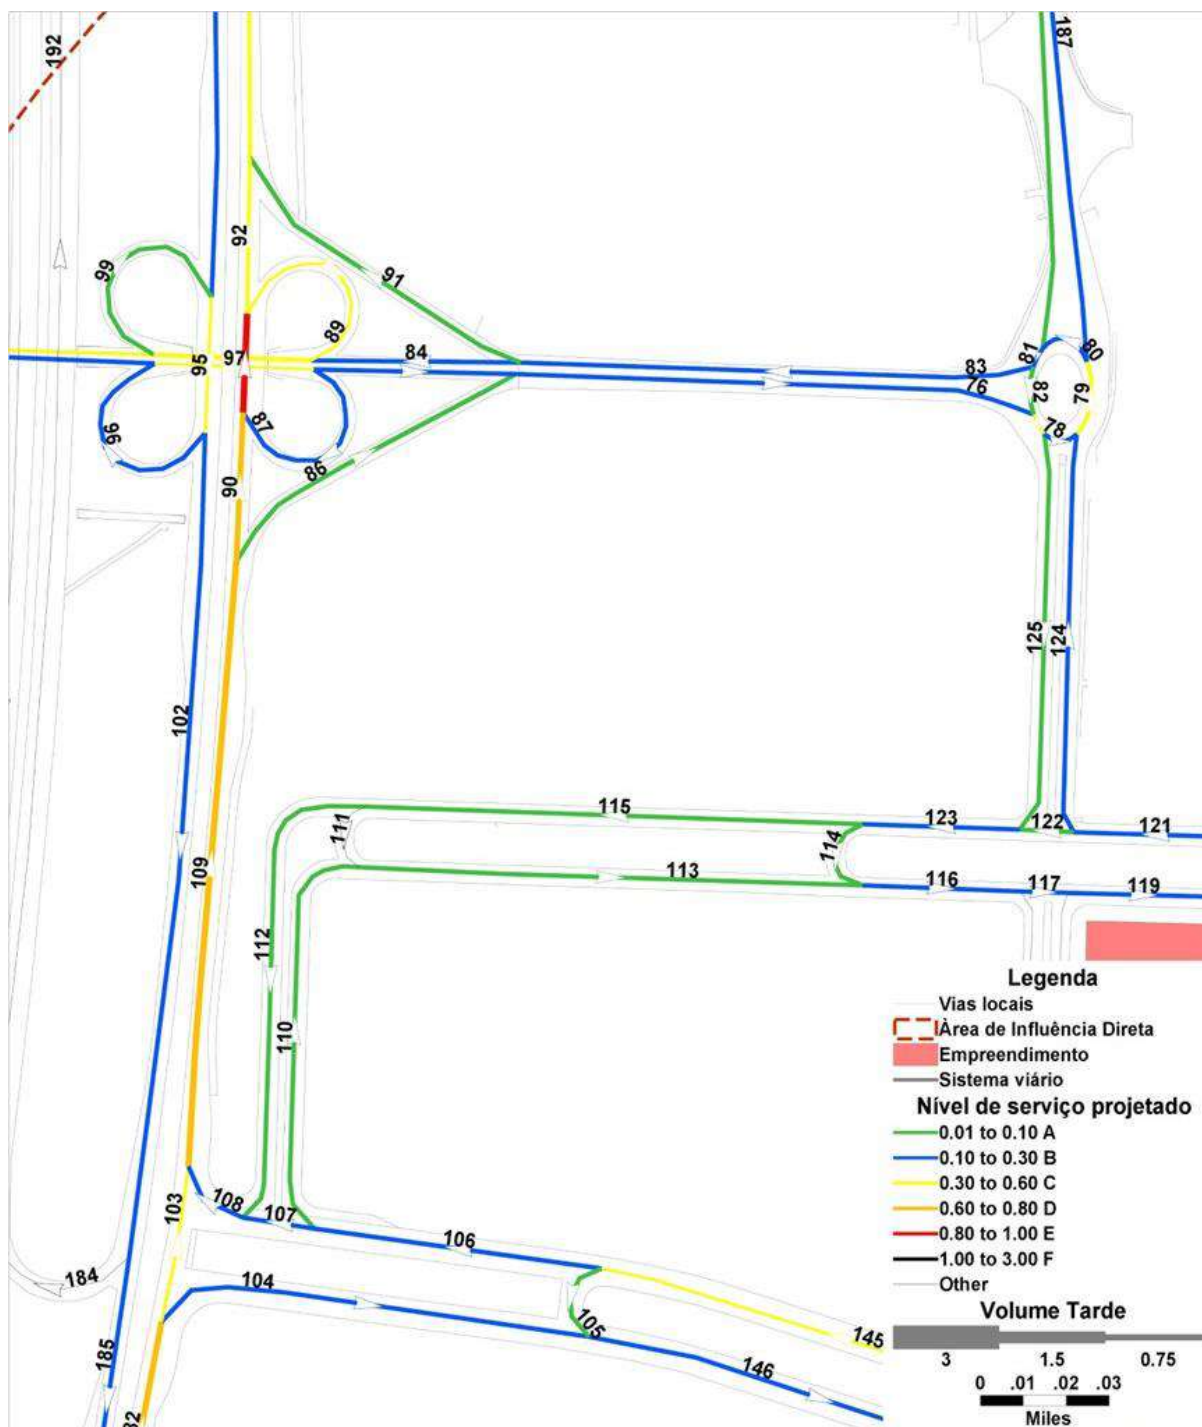 192
187
92
91
99
89
95
97
84
83
81
80
76
82
79
78
96
87
86
90
125
124
102
115
123
122
121
111
114
109
113
116
117
119
112
110
Legenda
Vias locais
Àrea de Influência Direta
Empreendimento
Sistema viário
Nível de serviço projetado
0.01 to 0.10 A
0.10 to 0.30 B
0.30 to 0.60 C
0.60 to 0.80 D
0.80 to 1.00 E
1.00 to 3.00 F
Other
Volume Tarde
3 1.5 0.75
0 .01 .02 .03
Miles
103
108
107
106
184
104
105
145
185
146